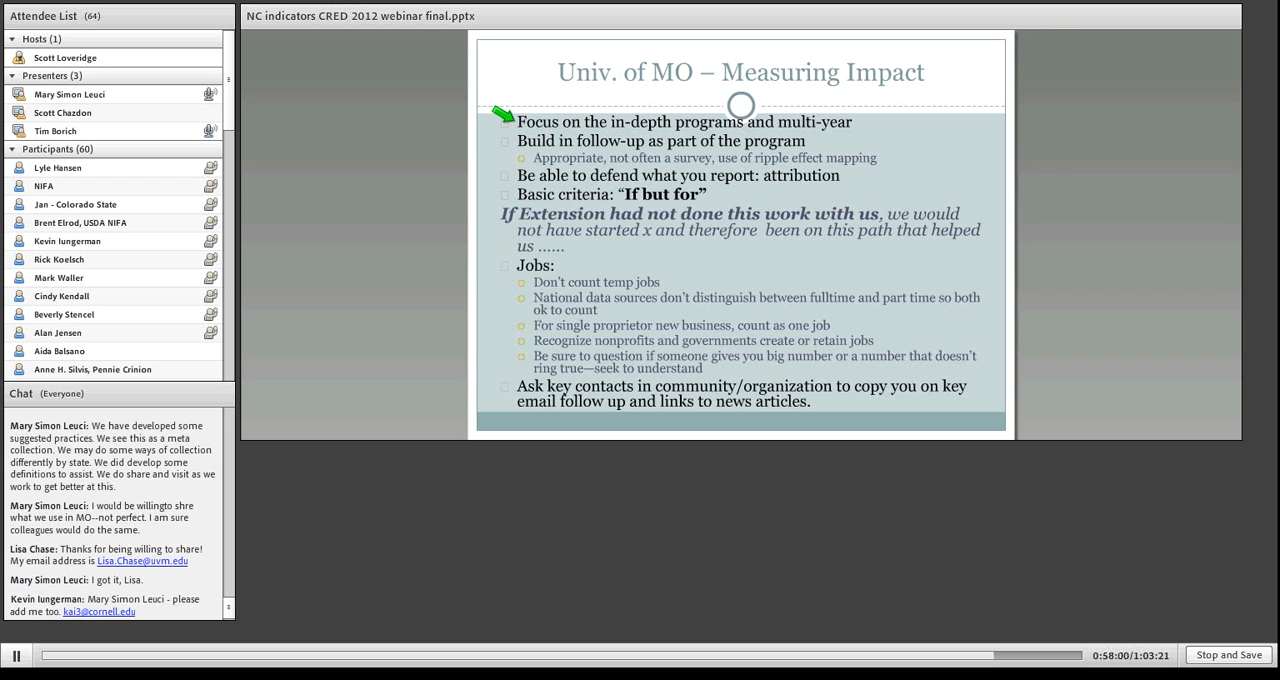 Attendee List (64)
Hosts (1)
Scott Loveridge
Presenters (3)
Mary Simon Leuci
Scott Chazdon
Tim Borich
Participants (60)
Lyle Hansen
NIFA
Jan - Colorado State
Brent Elrod, USDA NIFA
Kevin Iungerman
Rick Koelsch
Mark Waller
Cindy Kendall
Beverly Stencel
Alan Jensen
Aida Balsano
Anne H. Silvis, Pennie Crinion
Chat (Everyone)
Mary Simon Leuci: We have developed some
suggested practices. We see this as a meta
collection. We may do some ways of collection
differently by state. We did develop some
definitions to assist. We do share and visit as we
work to get better at this.
Mary Simon Leuci: I would be willingto shre
what we use in MO--not perfect. I am sure
colleagues would do the same.
Lisa Chase: Thanks for being willing to share!
My email address is Lisa.Chase@uvm.edu
Mary Simon Leuci: I got it, Lisa.
Kevin Iungerman: Mary Simon Leuci - please
add me too. kai3@cornell.edu
NC indicators CRED 2012 webinar final.pptx
Univ. of MO – Measuring Impact
Focus on the in-depth programs and multi-year
Build in follow-up as part of the program
Appropriate, not often a survey, use of ripple effect mapping
Be able to defend what you report: attribution
Basic criteria: “If but for”
If Extension had not done this work with us, we would
not have started x and therefore been on this path that helped
us ……
Jobs:
Don’t count temp jobs
National data sources don’t distinguish between fulltime and part time so both
ok to count
For single proprietor new business, count as one job
Recognize nonprofits and governments create or retain jobs
Be sure to question if someone gives you big number or a number that doesn’t
ring true—seek to understand
Ask key contacts in community/organization to copy you on key
email follow up and links to news articles.
0:58:00/1:03:21
Stop and Save